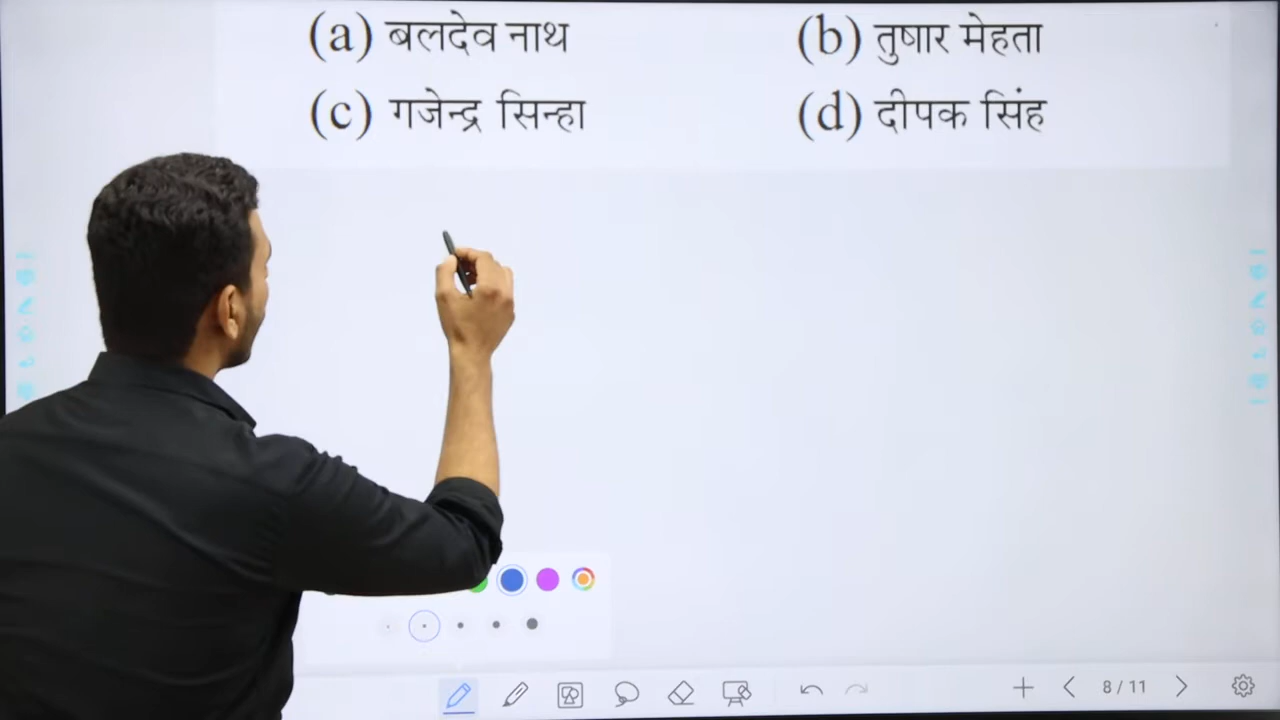 (a) बलदेव नाथ (b) तुषार मेहता
(c) गजेन्द्र सिन्हा (d) दीपक सिंह
8 / 11